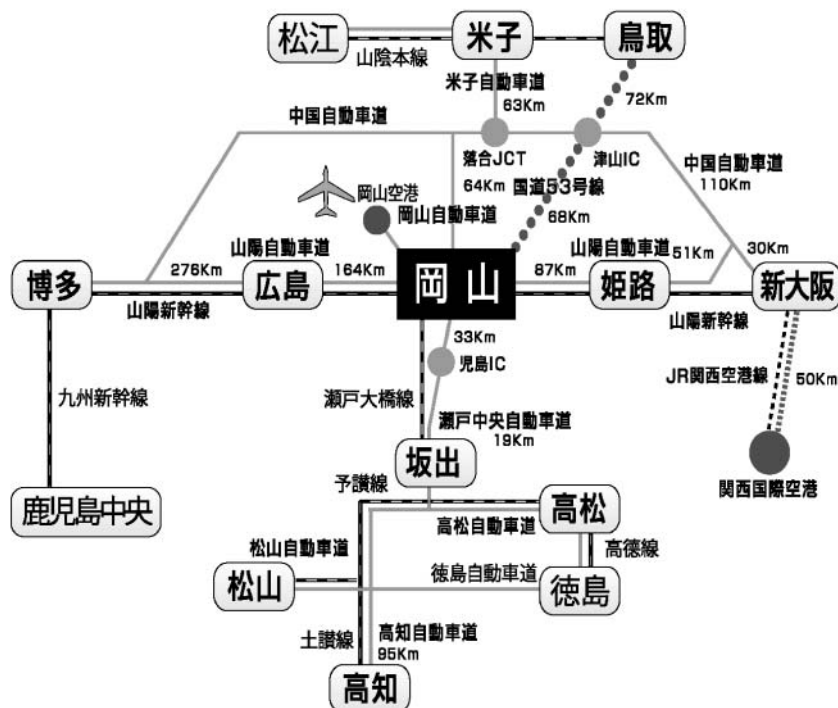 松江
米子
鳥取
山陰本線
米子自動車道
63Km
72Km
中国自動車道
落合JCT
津山IC
中国自動車道
110Km
64Km
国道53号線
岡山空港
岡山自動車道
68Km
山陽自動車道
山陽自動車道
51Km
30Km
博多
276Km
広島
164Km
岡山
87Km
姫路
新大阪
山陽新幹線
山陽新幹線
33Km
児島IC
JR関西空港線
50Km
九州新幹線
瀬戸大橋線
瀬戸中央自動車道
19Km
坂出
関西国際空港
予讃線
鹿児島中央
高松
高松自動車道
松山自動車道
高徳線
徳島自動車道
松山
徳島
土讃線
高知自動車道
95Km
高知